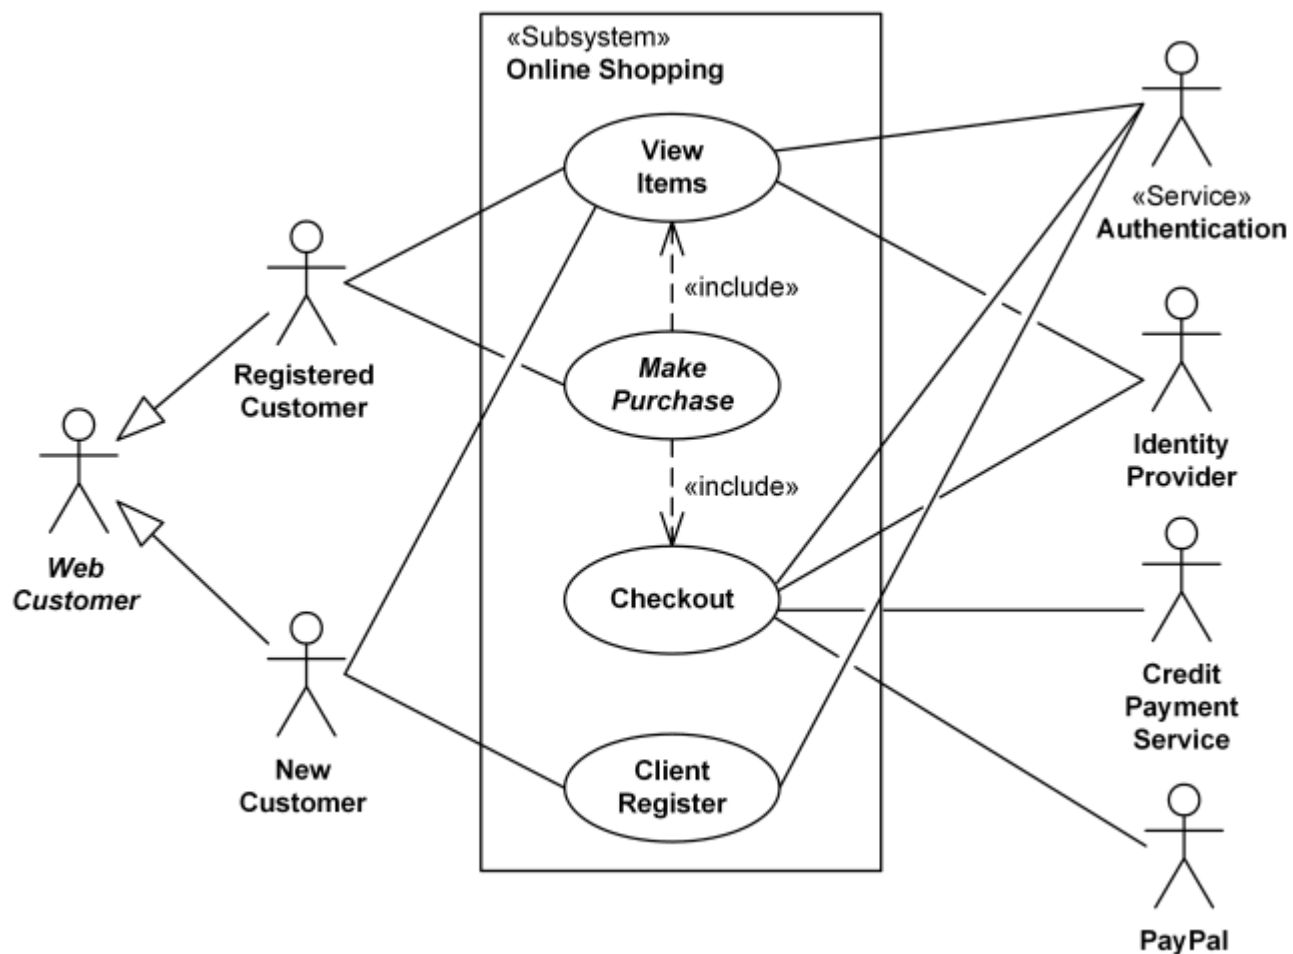 «Subsystem»
Online Shopping
View
Items
«include»
Make
Purchase
«include»
Checkout
Client
Register
Registered
Customer
Web
Customer
New
Customer
«Service»
Authentication
Identity
Provider
Credit
Payment
Service
PayPal